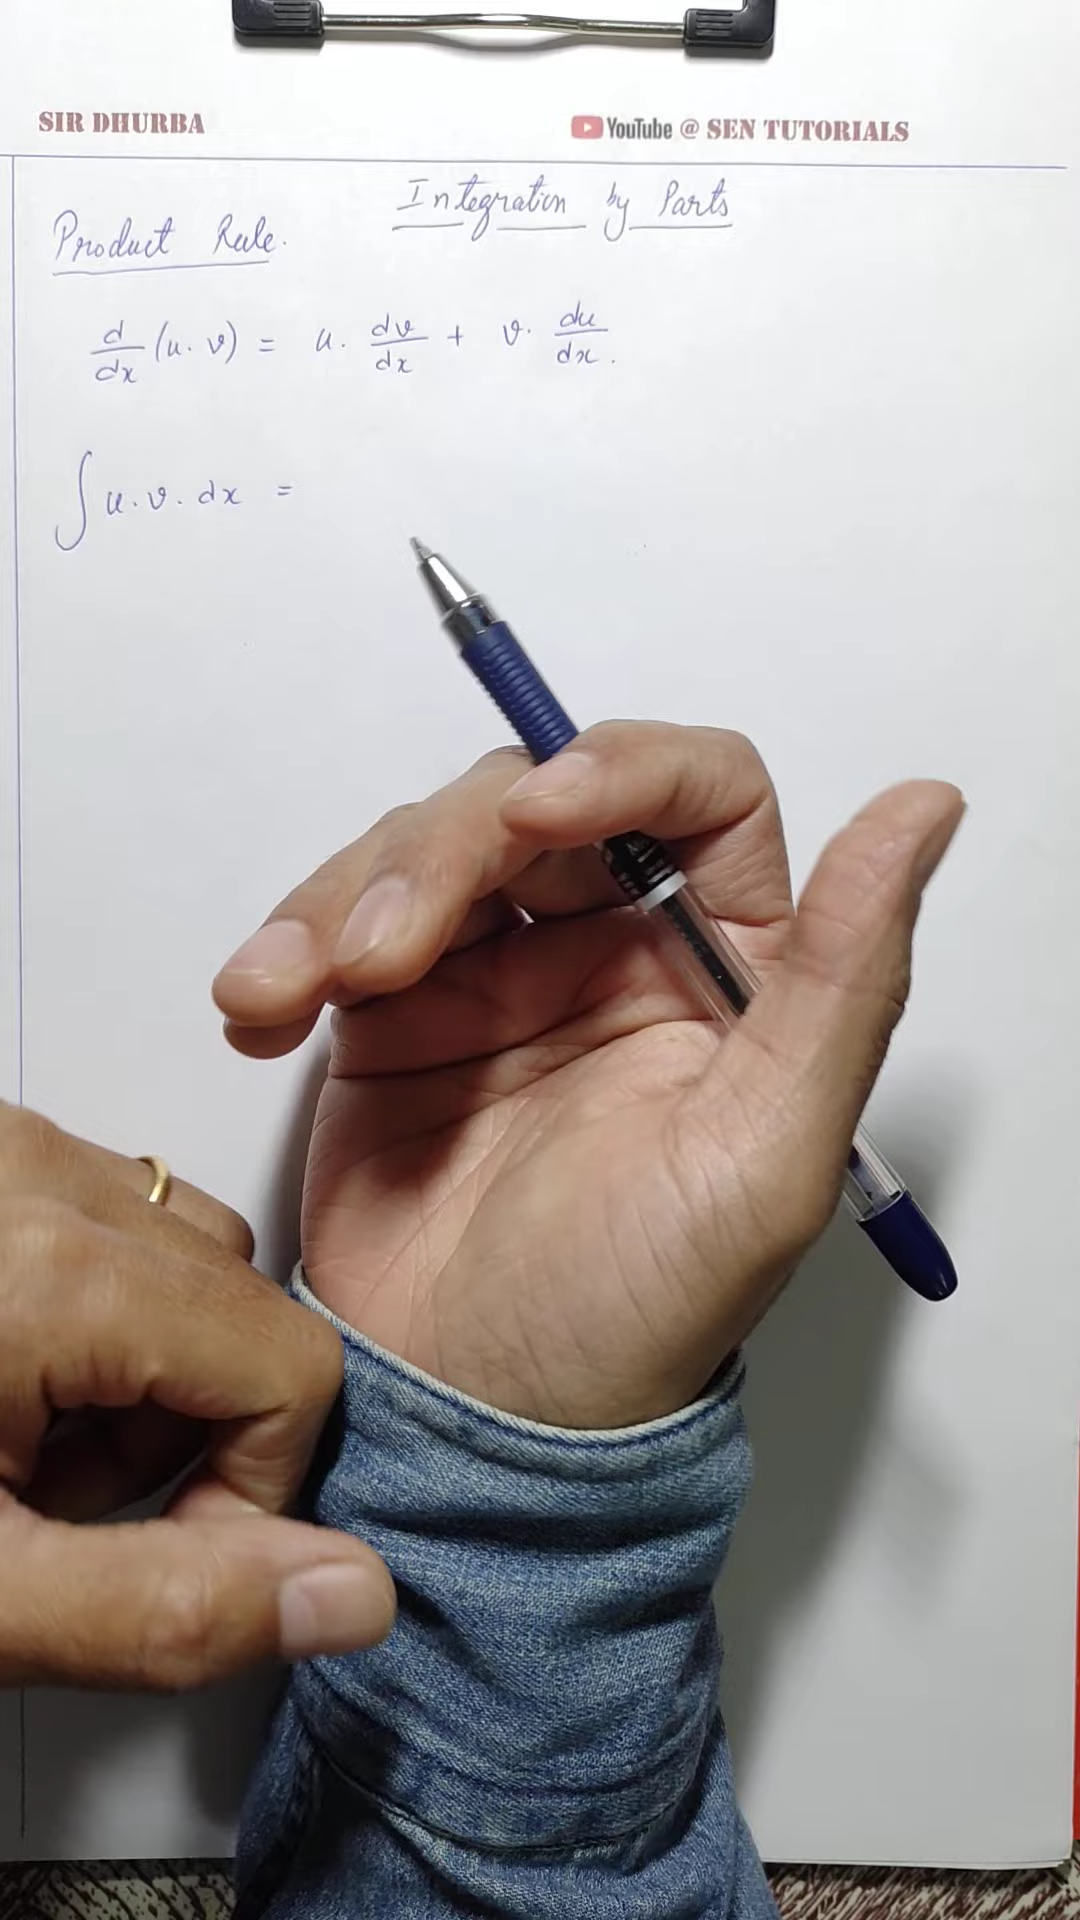 SIR DHURBA
YouTube @ SEN TUTORIALS
Integration by Parts
Product Rule.
d/dx (u. v) = u. dv/dx + v. du/dx.
∫ u. v. dx =